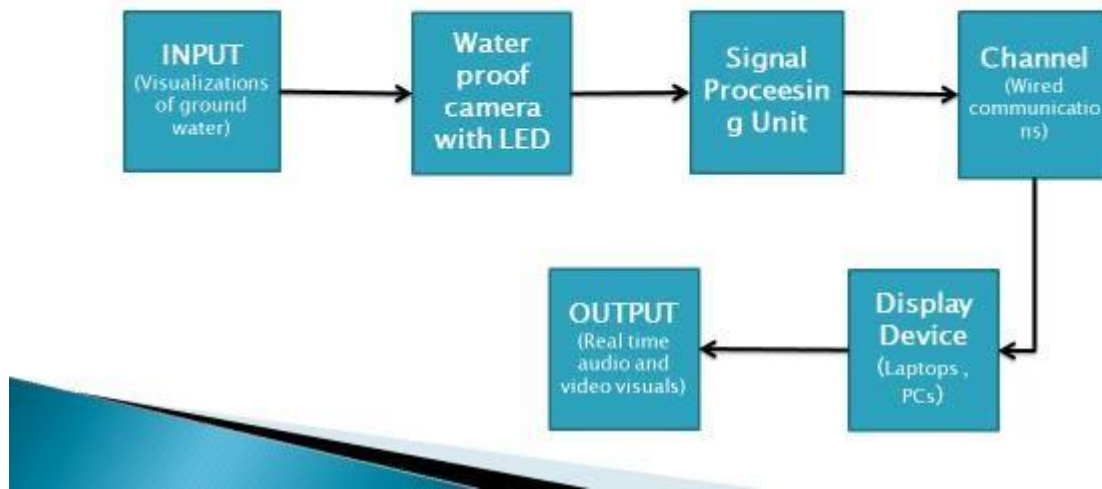 INPUT
(Visualizations
of ground
water)
Water
proof
camera
with LED
Signal
Proceesin
g Unit
Channel
(Wired
communicatio
ns)
Display
Device
(Laptops ,
PCs)
OUTPUT
(Real time
audio and
video visuals)